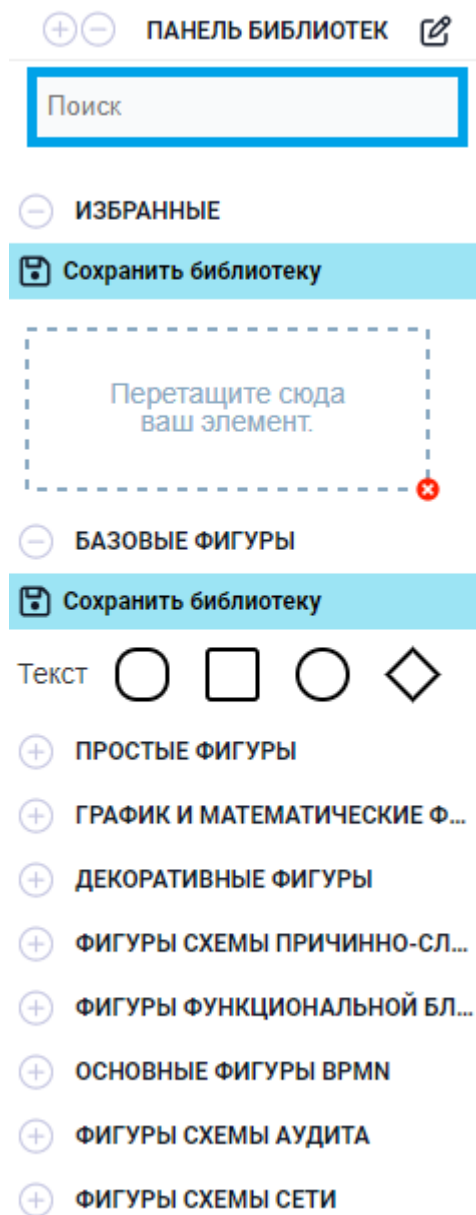 ПАНЕЛЬ БИБЛИОТЕК
Поиск
ИЗБРАННЫЕ
Сохранить библиотеку
Перетащите сюда
ваш элемент.
БАЗОВЫЕ ФИГУРЫ
Сохранить библиотеку
Текст
ПРОСТЫЕ ФИГУРЫ
ГРАФИК И МАТЕМАТИЧЕСКИЕ Ф...
ДЕКОРАТИВНЫЕ ФИГУРЫ
ФИГУРЫ СХЕМЫ ПРИЧИННО-СЛ...
ФИГУРЫ ФУНКЦИОНАЛЬНОЙ БЛ...
ОСНОВНЫЕ ФИГУРЫ BPMN
ФИГУРЫ СХЕМЫ АУДИТА
ФИГУРЫ СХЕМЫ СЕТИ